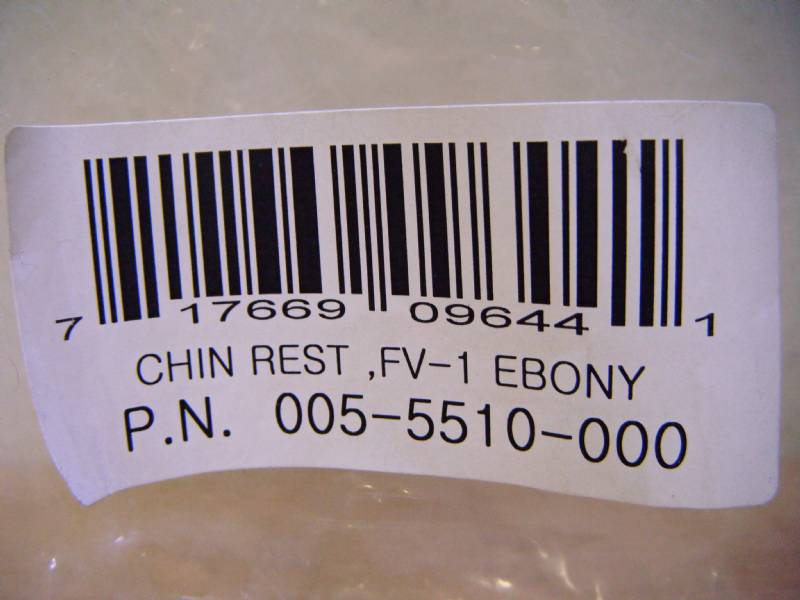 7 17669 09644 1
CHIN REST ,FV-1 EBONY
P.N. 005-5510-000